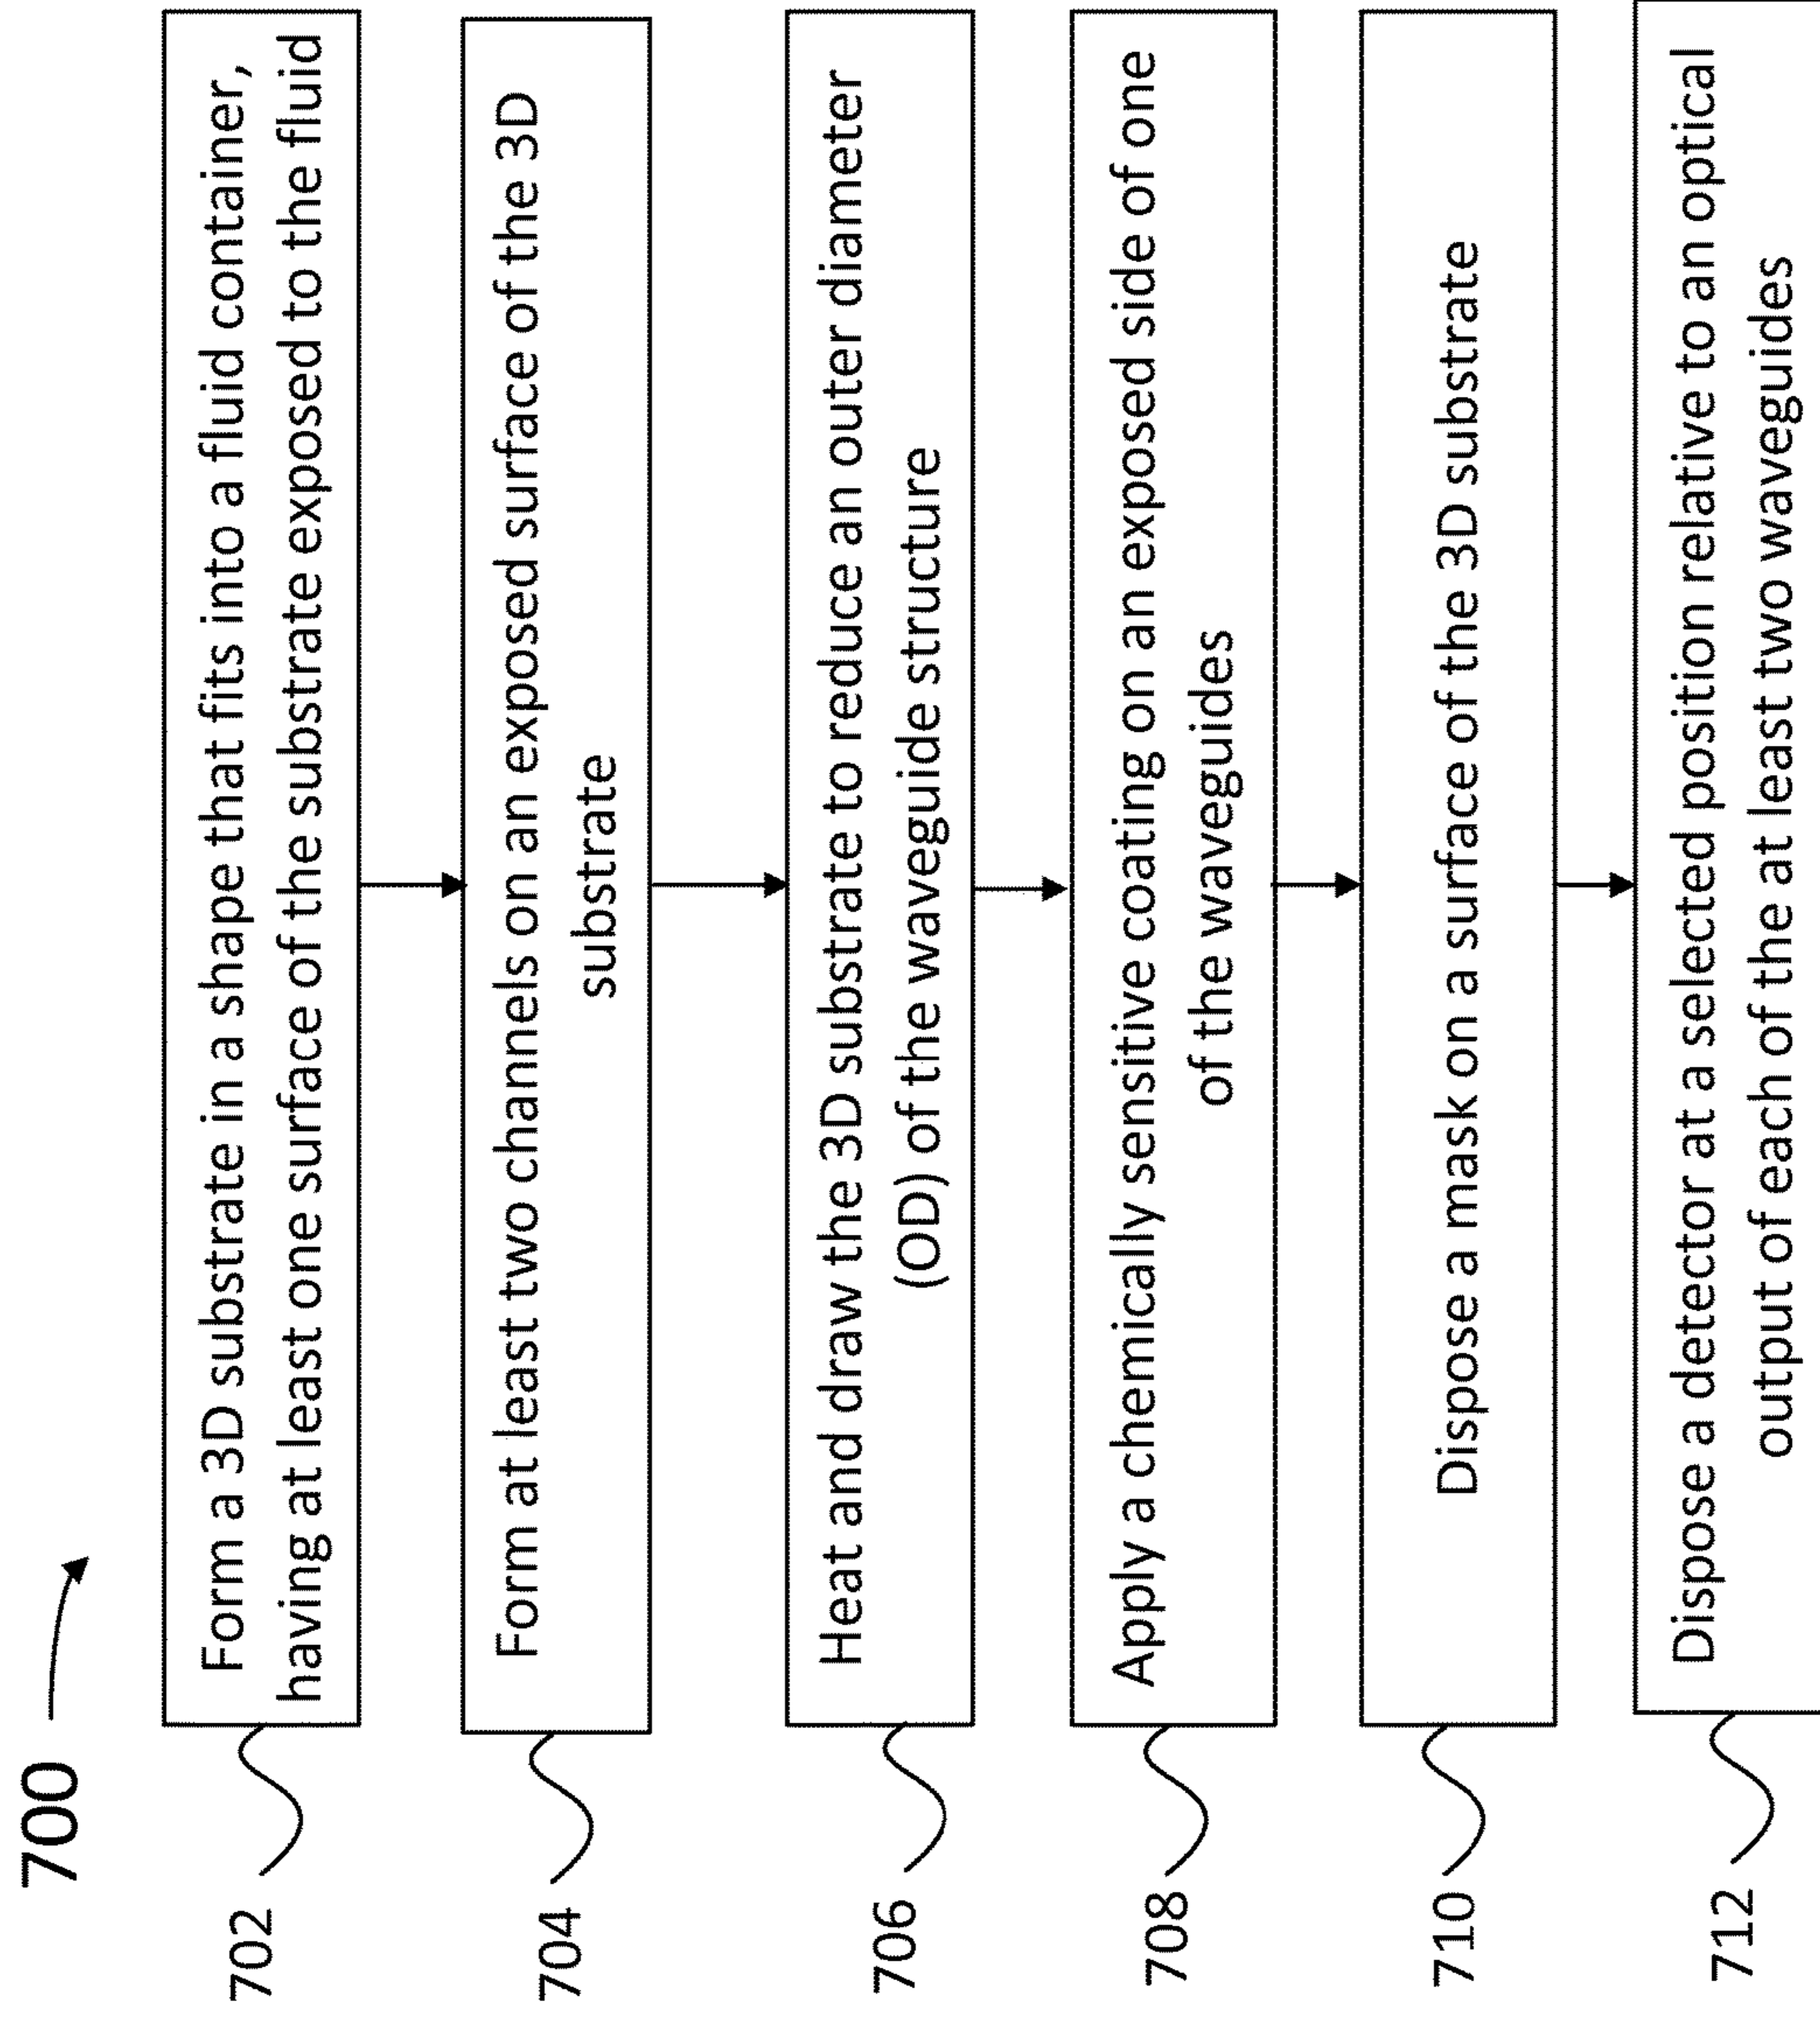 700
702
Form a 3D substrate in a shape that fits into a fluid container,
having at least one surface of the substrate exposed to the fluid
704
Form at least two channels on an exposed surface of the 3D
substrate
706
Heat and draw the 3D substrate to reduce an outer diameter
(OD) of the waveguide structure
708
Apply a chemically sensitive coating on an exposed side of one
of the waveguides
710
Dispose a mask on a surface of the 3D substrate
712
Dispose a detector at a selected position relative to an optical
output of each of the at least two waveguides